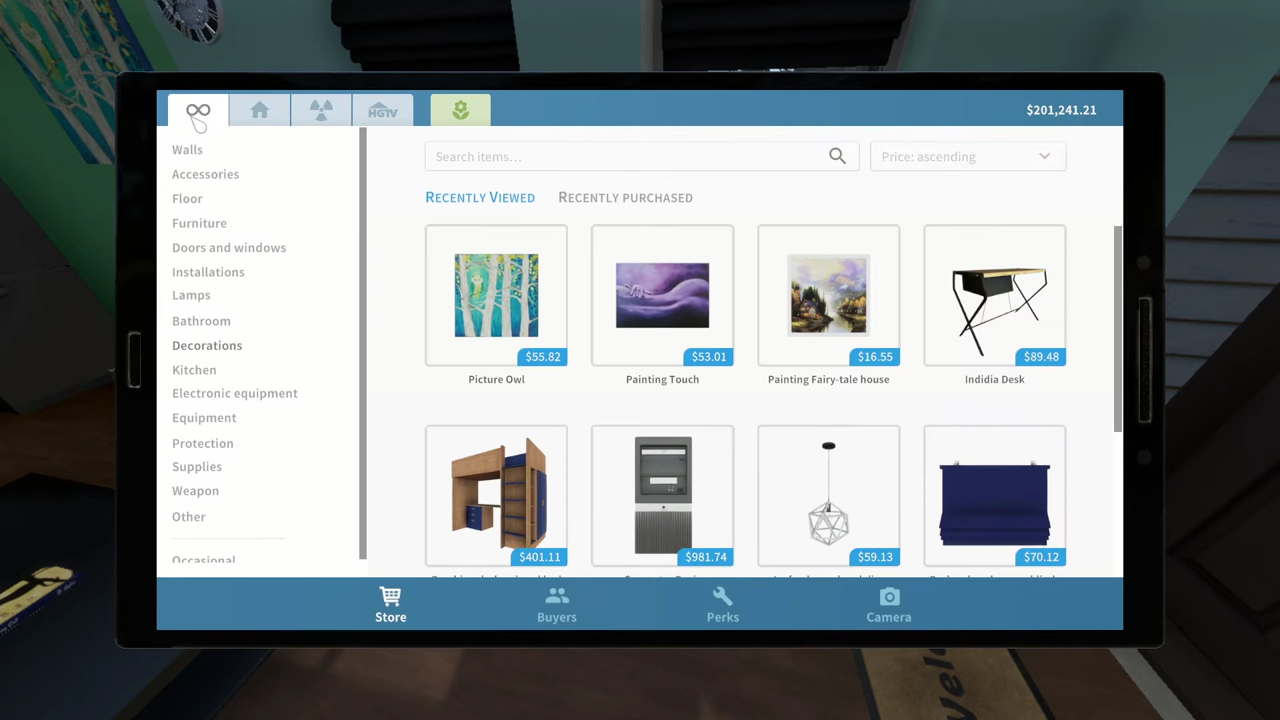 HGTV
$201,241.21
Walls
Accessories
Floor
Furniture
Doors and windows
Installations
Lamps
Bathroom
Decorations
Kitchen
Electronic equipment
Equipment
Protection
Supplies
Weapon
Other
Occasional
Search items...
Price: ascending
RECENTLY VIEWED
RECENTLY PURCHASED
$55.82
$53.01
$16.55
$89.48
Picture Owl
Painting Touch
Painting Fairy-tale house
Indidia Desk
$401.11
$981.74
$59.13
$70.12
Store
Buyers
Perks
Camera